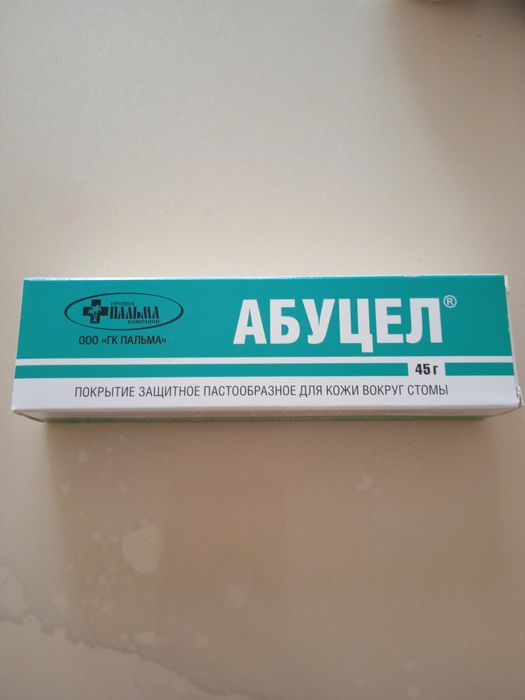 ГРУППА
ПАЛЬМА
КОМПАНИЙ
ООО «ГК ПАЛЬМА»
АБУЦЕЛ®
45 г
ПОКРЫТИЕ ЗАЩИТНОЕ ПАСТООБРАЗНОЕ ДЛЯ КОЖИ ВОКРУГ СТОМЫ